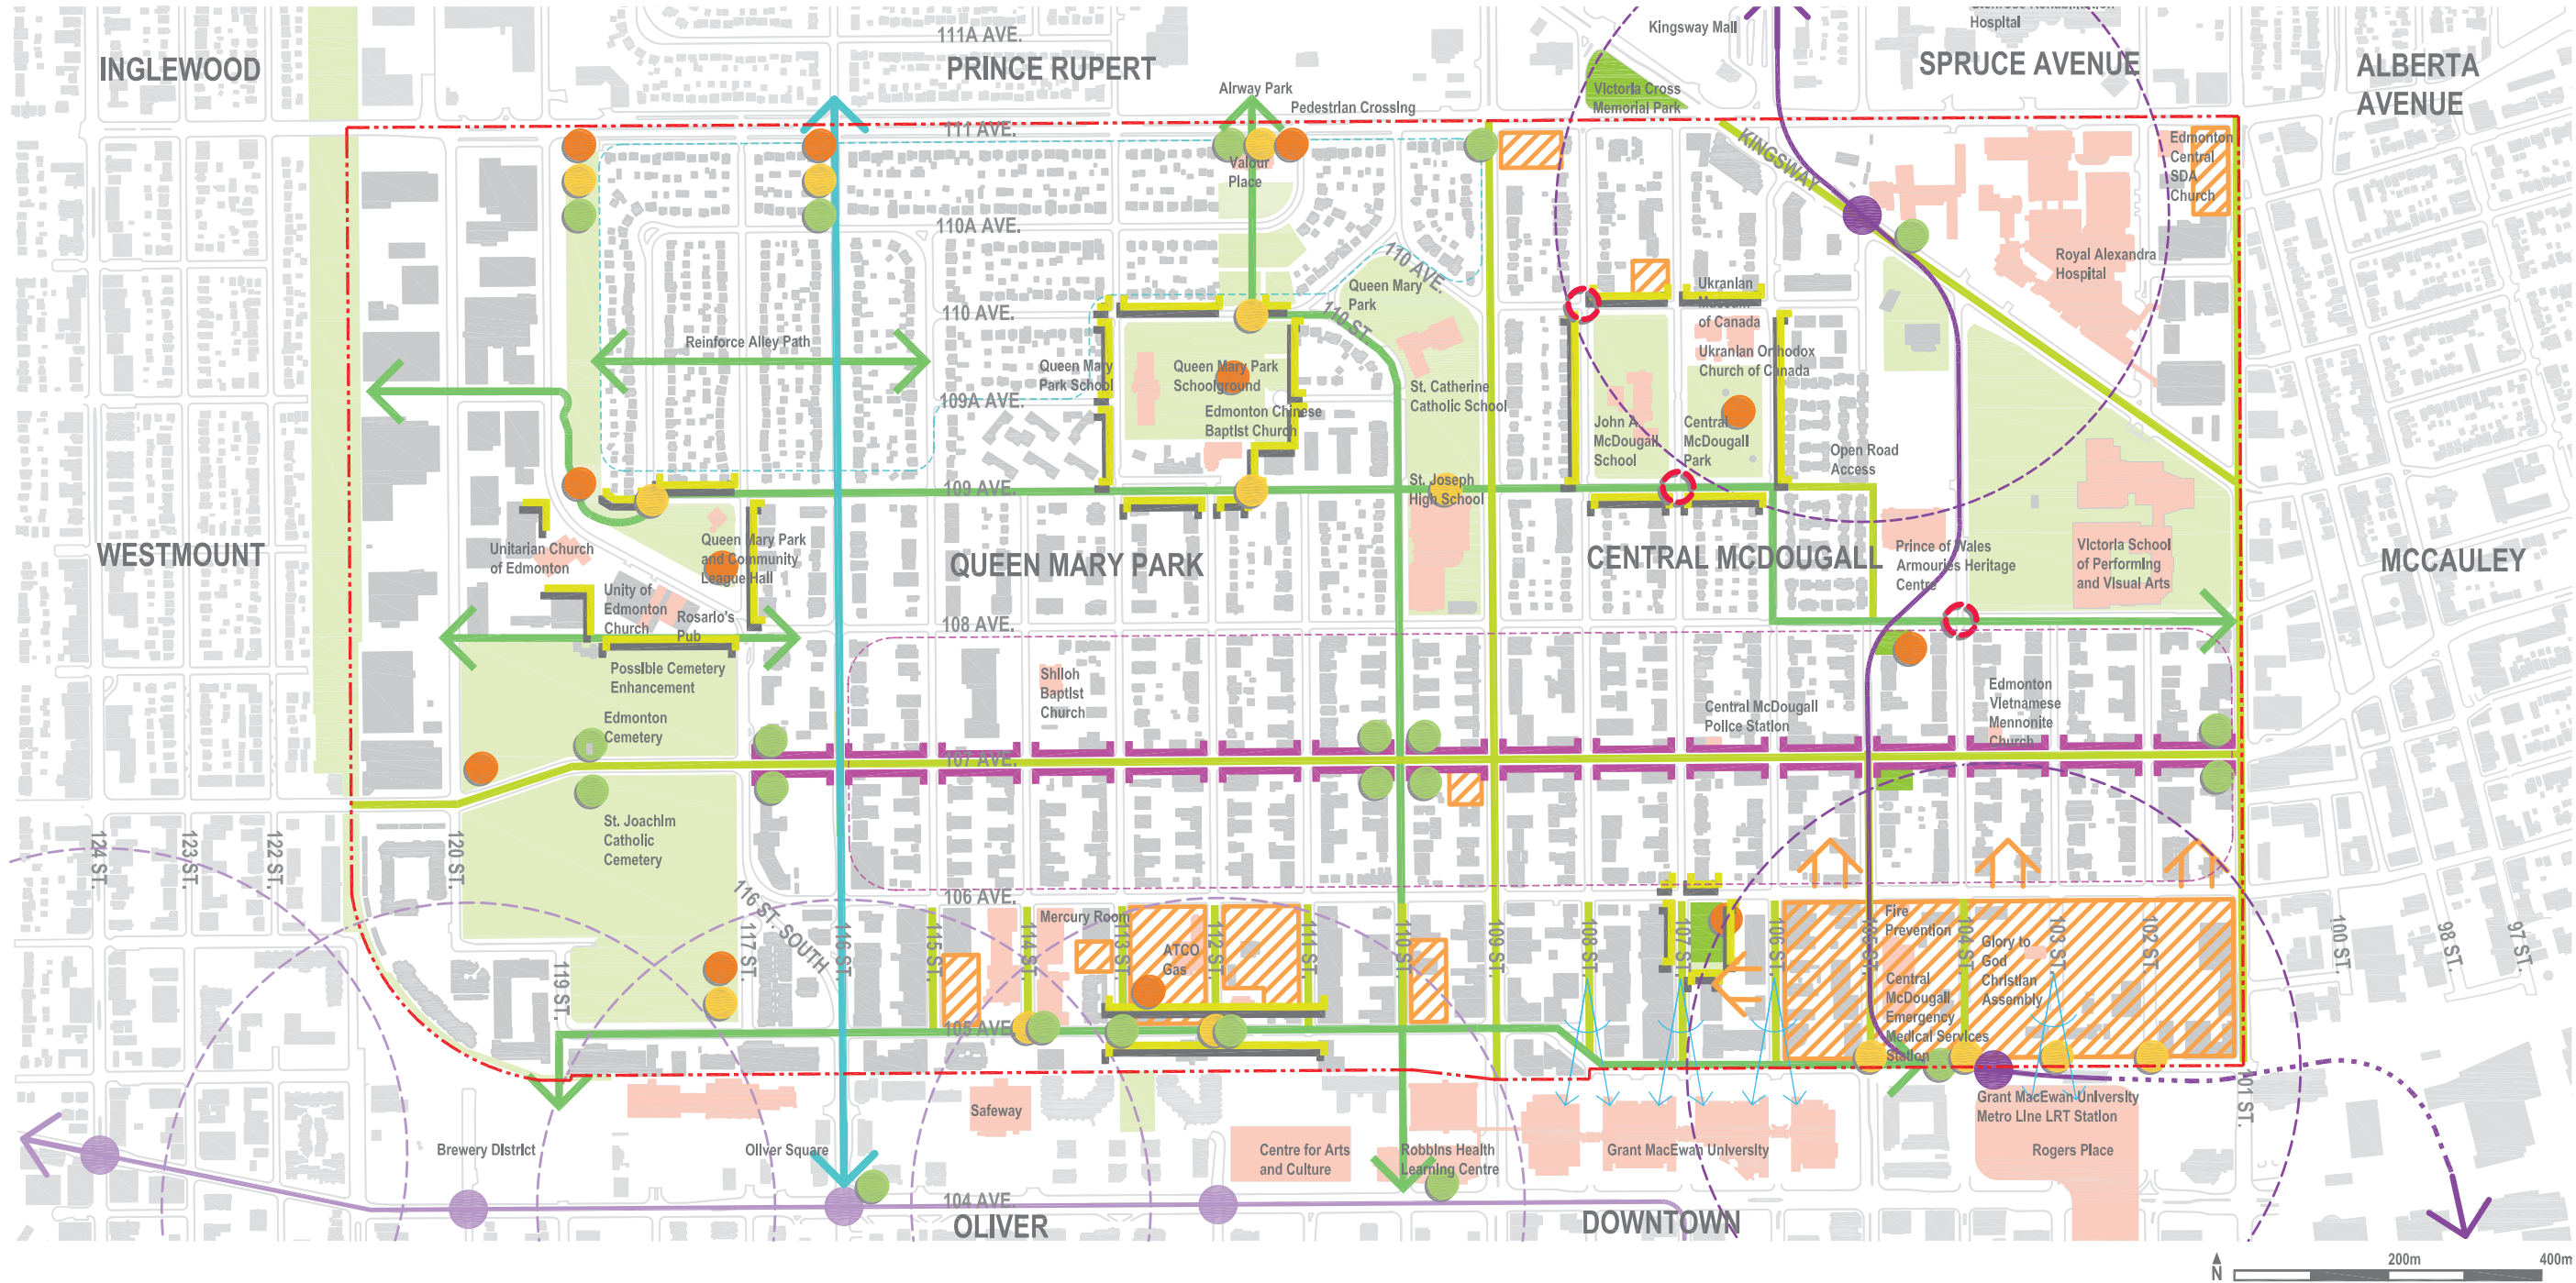 111A AVE.
Kingsway Mall
Hospital
INGLEWOOD
PRINCE RUPERT
SPRUCE AVENUE
ALBERTA
AVENUE
Airway Park
Pedestrian Crossing
Victoria Cross
Memorial Park
111 AVE.
KINGSWAY
Edmonton
Central
SDA
Church
Valour
Place
110A AVE.
110 AVE.
Royal Alexandra
Hospital
Queen Mary
Park
Ukranian
Museum
of Canada
110 AVE.
110 ST.
Reinforce Alley Path
Queen Mary
Park School
Queen Mary Park
Schoolground
Ukranian Orthodox
Church of Canada
St. Catherine
Catholic School
109A AVE.
Edmonton Chinese
Baptist Church
John A.
McDougall
School
Central
McDougall
Park
Open Road
Access
109 AVE.
St. Joseph
High School
WESTMOUNT
Unitarian Church
of Edmonton
Queen Mary Park
and Community
League Hall
QUEEN MARY PARK
CENTRAL MCDOUGALL
Prince of Wales
Armouries Heritage
Centre
Victoria School
of Performing
and Visual Arts
MCCAULEY
Unity of
Edmonton
Church
Rosario's
Pub
108 AVE.
Possible Cemetery
Enhancement
Shiloh
Baptist
Church
Edmonton
Vietnamese
Mennonite
Church
Central McDougall
Police Station
Edmonton
Cemetery
107 AVE.
St. Joachim
Catholic
Cemetery
124 ST.
123 ST.
122 ST.
120 ST.
106 AVE.
116 ST. SOUTH
Mercury Room
ATCO
Gas
Fire
Prevention
Glory to
God
Christian
Assembly
Central
McDougall
Emergency
Medical Services
Station
119 ST.
117 ST.
116 ST.
115 ST.
114 ST.
113 ST.
112 ST.
111 ST.
110 ST.
109 ST.
108 ST.
107 ST.
106 ST.
105 ST.
104 ST.
103 ST.
102 ST.
101 ST.
100 ST.
98 ST.
97 ST.
105 AVE.
Safeway
Grant MacEwan University
Metro Line LRT Station
Brewery District
Oliver Square
Centre for Arts
and Culture
Robbins Health
Learning Centre
Grant MacEwan University
Rogers Place
104 AVE.
OLIVER
DOWNTOWN
N
200m
400m